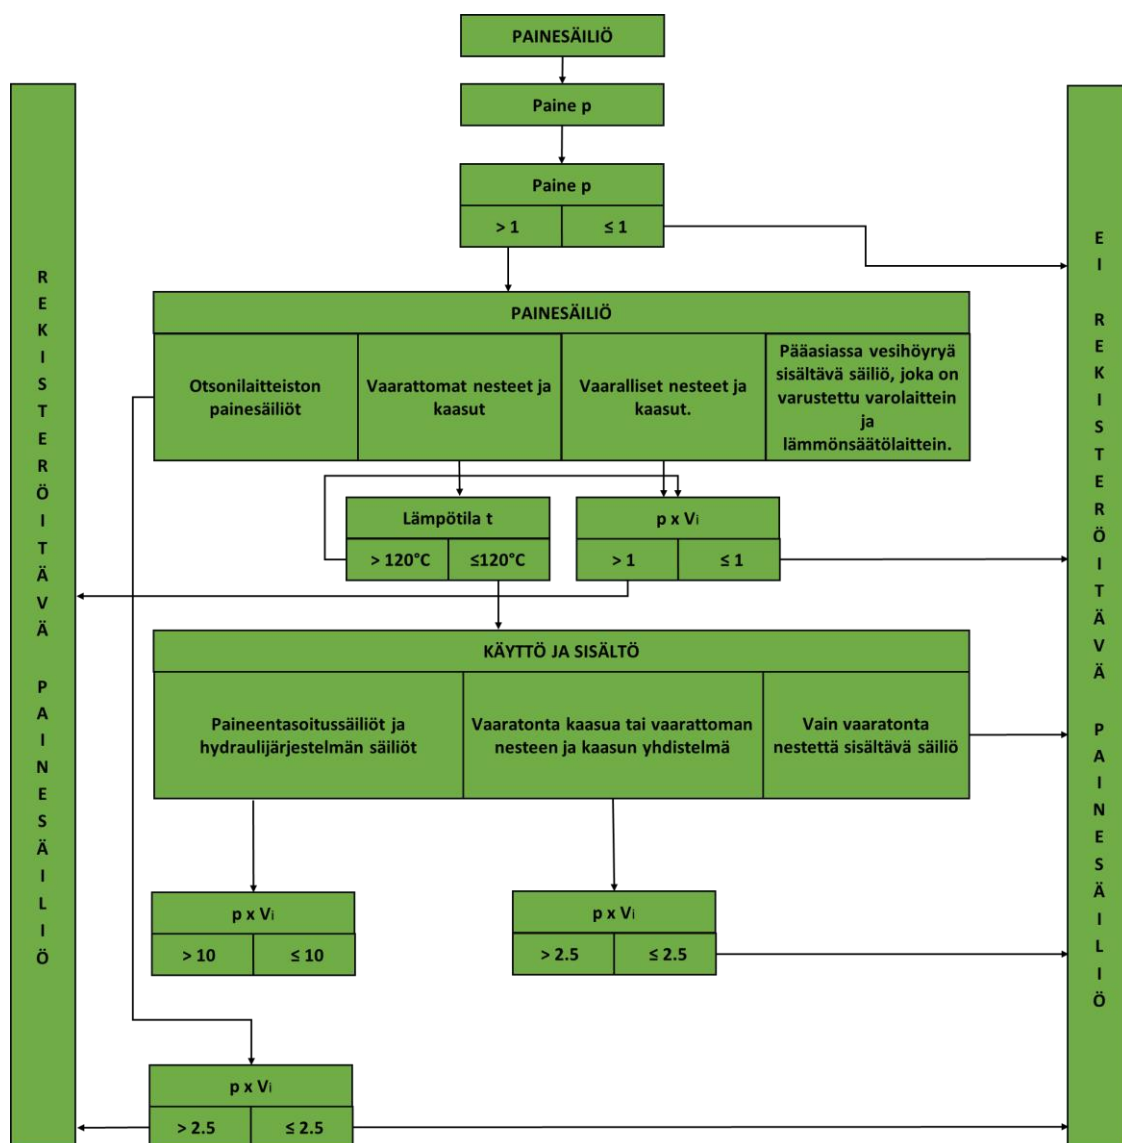 PAINESÄILIÖ
Paine p
Paine p
> 1
≤ 1
PAINESÄILIÖ
Otsonilaitteiston
painesäiliöt
Vaarattomat nesteet ja
kaasut
Vaaralliset nesteet ja
kaasut.
Pääasiassa vesihöyryä
sisältävä säiliö, joka on
varustettu varolaittein
ja
lämmönsäätölaittein.
Lämpötila t
> 120°C
≤120°C
p x Vi
> 1
≤ 1
KÄYTTÖ JA SISÄLTÖ
Paineentasoitussäiliöt ja
hydraulijärjestelmän säiliöt
Vaaratonta kaasua tai vaarattoman
nesteen ja kaasun yhdistelmä
Vain vaaratonta
nestettä sisältävä säiliö
p x Vi
> 10
≤ 10
p x Vi
> 2.5
≤ 2.5
p x Vi
> 2.5
≤ 2.5
REKISTERÖITÄVÄ PAINESÄILIÖ
EI REKISTERÖITÄVÄ PAINESÄILIÖ